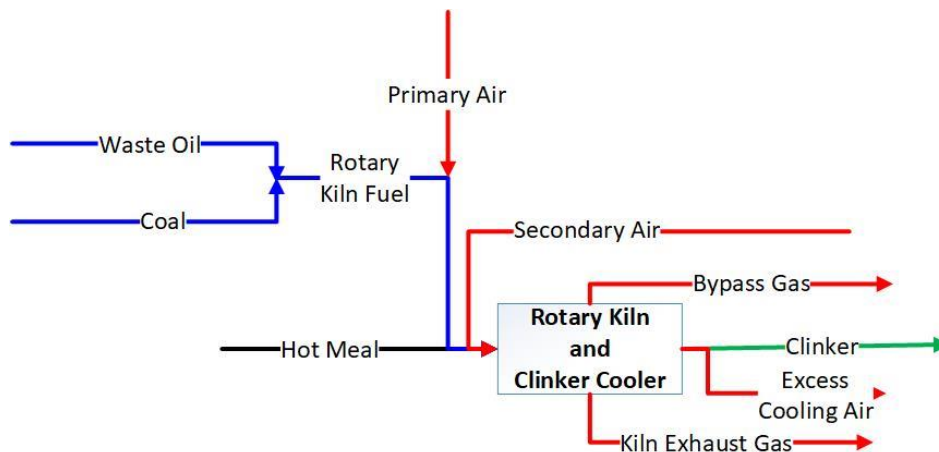 Primary Air
Waste Oil
Rotary
Kiln Fuel
Coal
Secondary Air
Bypass Gas
Rotary Kiln
and
Clinker Cooler
Hot Meal
Clinker
Excess
Cooling Air
Kiln Exhaust Gas